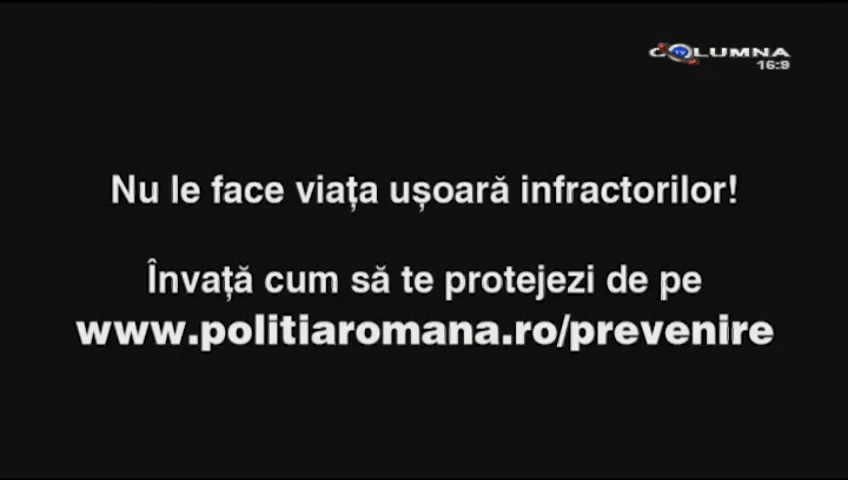 COLUMNA
TV
16:9
Nu le face viața ușoară infractorilor!
Învață cum să te protejezi de pe
www.politiaromana.ro/prevenire